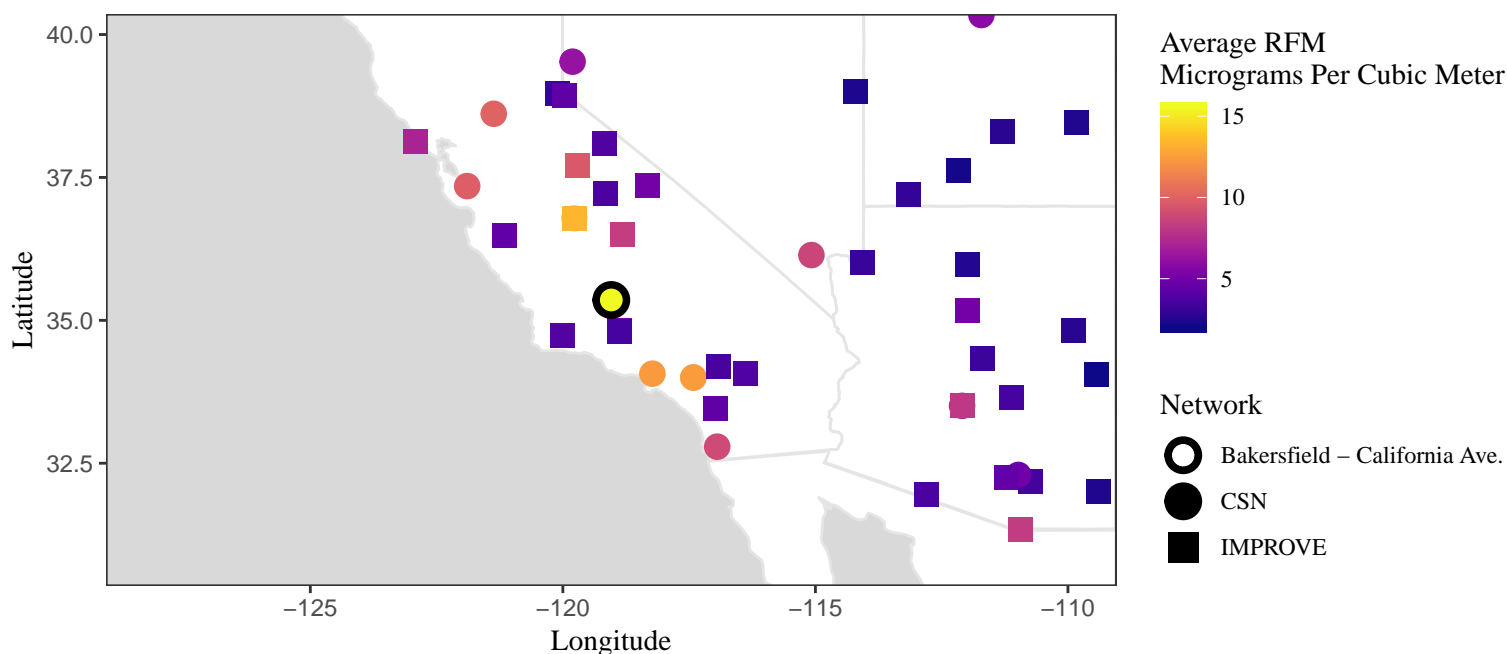 40.0
37.5
35.0
32.5
Latitude
−125
−120
−115
−110
Longitude
Average RFM
Micrograms Per Cubic Meter
15
10
5
Network
Bakersfield − California Ave.
CSN
IMPROVE